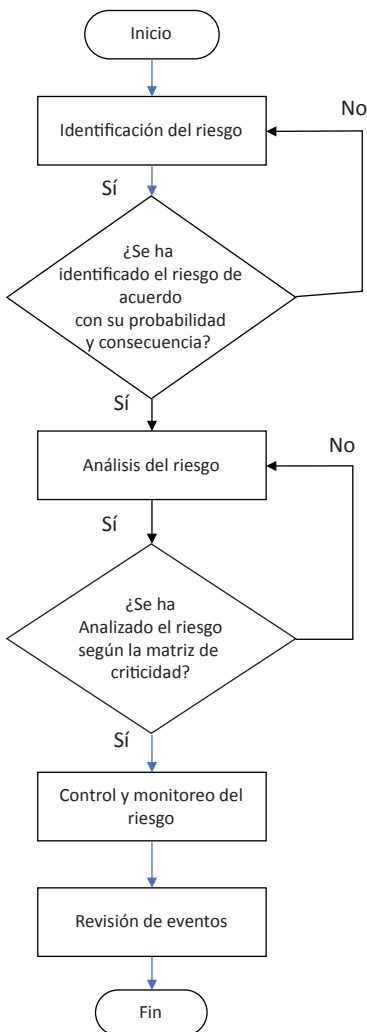 Inicio
Identificación del riesgo
No
Sí
¿Se ha
identificado el riesgo de
acuerdo
con su probabilidad
y consecuencia?
Sí
Análisis del riesgo
No
Sí
¿Se ha
Analizado el riesgo
según la matriz de
criticidad?
Sí
Control y monitoreo del
riesgo
Revisión de eventos
Fin